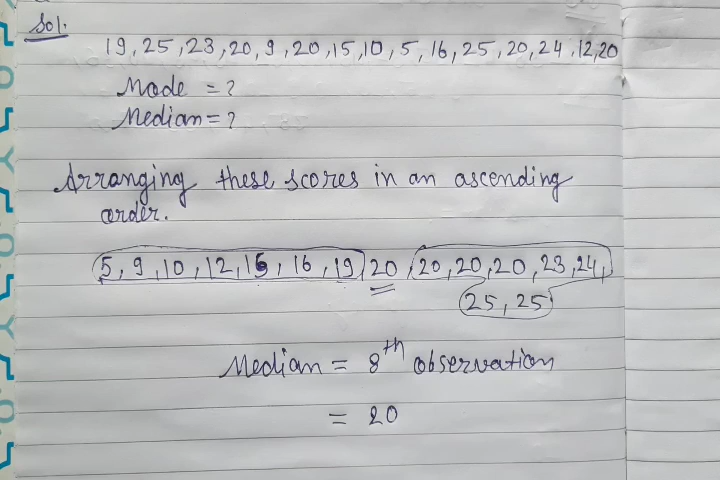 Sol.
19, 25, 23, 20, 9, 20, 15, 10, 5, 16, 25, 20, 24, 12, 20
Mode = ?
Median = ?
Arranging these scores in an ascending
order.
5, 9, 10, 12, 15, 16, 19, 20, 20, 20, 20, 23, 24,
25, 25
Median = 8th observation
= 20